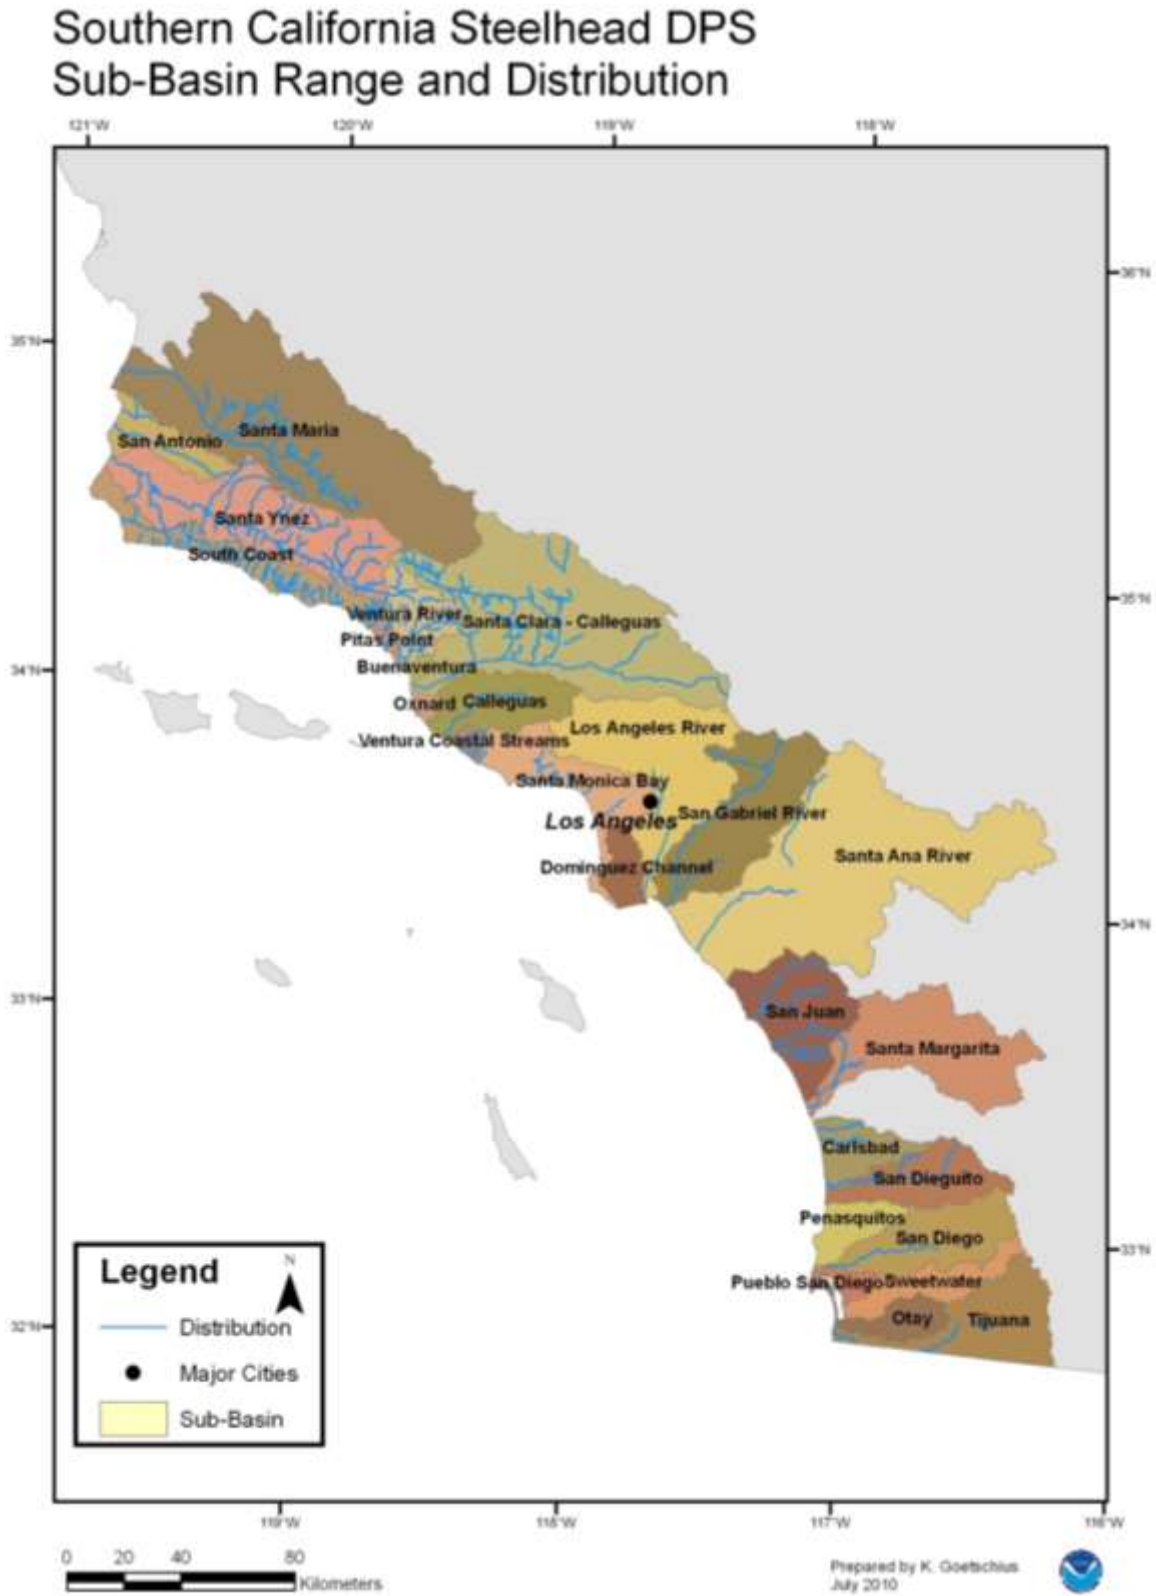 Southern California Steelhead DPS
Sub-Basin Range and Distribution
121°W 120°W 119°W 118°W
36°N
35°N
Santa Maria
San Antonio
Santa Ynez
South Coast
35°N
Ventura River
Santa Clara - Calleguas
Pitas Point
34°N
Buenaventura
Oxnard Calleguas
Los Angeles River
Ventura Coastal Streams
Santa Monica Bay
San Gabriel River
Los Angeles
Santa Ana River
Dominguez Channel
34°N
33°N
San Juan
Santa Margarita
Carlsbad
San Dieguito
Penasquitos
San Diego
33°N
Pueblo San Diego Sweetwater
Otay Tijuana
32°N
Legend
N
Distribution
Major Cities
Sub-Basin
119°W 118°W 117°W 116°W
0 20 40 80
Kilometers
Prepared by K. Goetschius
July 2010